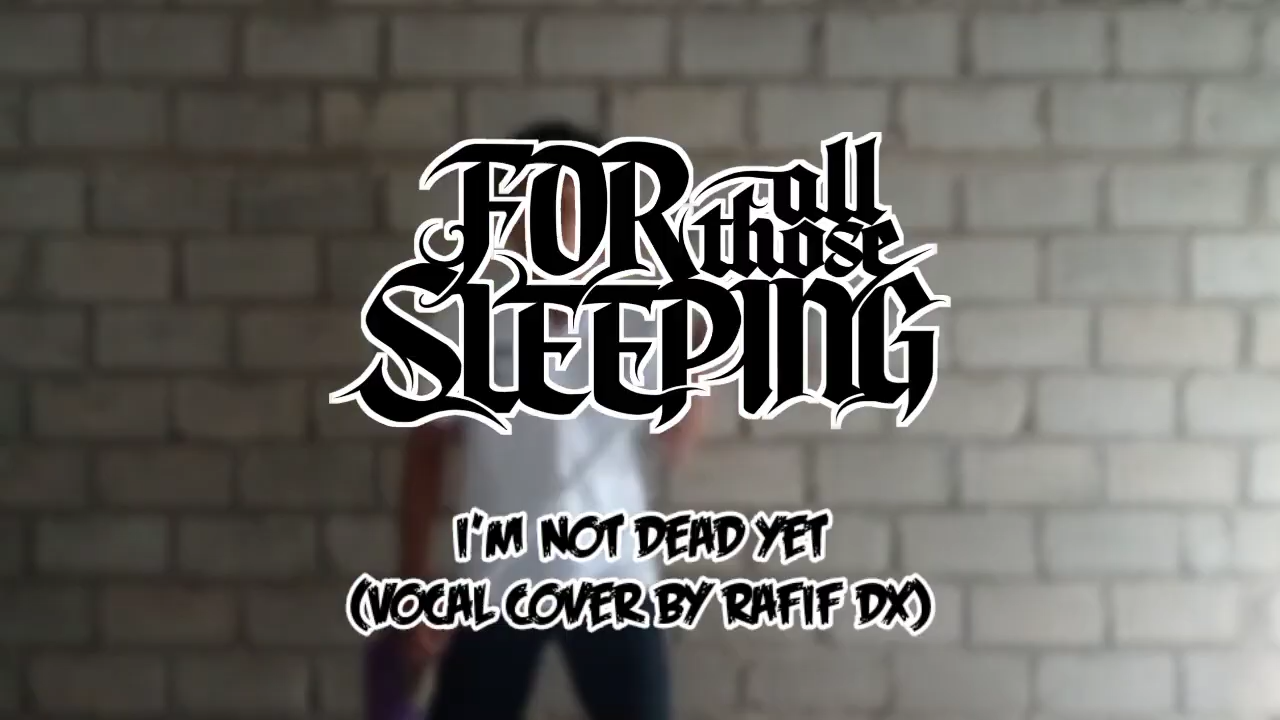 FOR all those
SLEEPING
I'M NOT DEAD YET
(VOCAL COVER BY RAFIF DX)